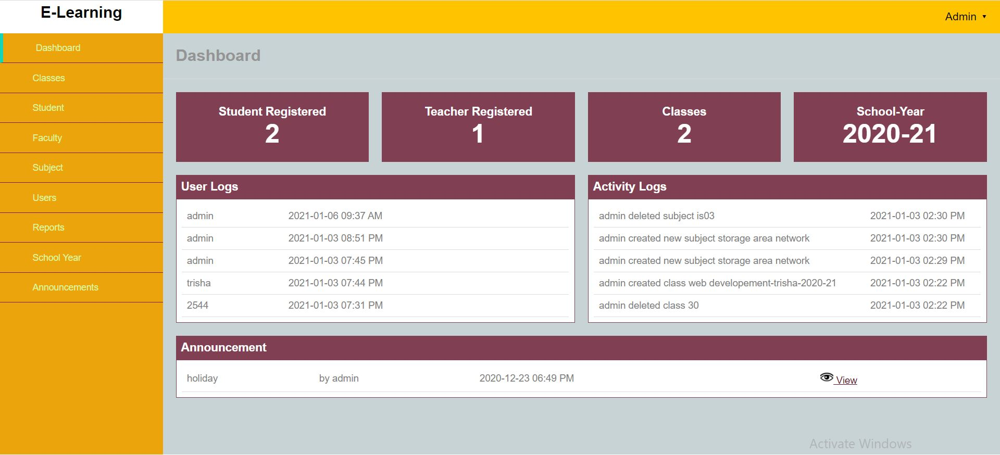 E-Learning
Admin ▼
Dashboard
Classes
Student
Faculty
Subject
Users
Reports
School Year
Announcements
Dashboard
Student Registered
2
Teacher Registered
1
Classes
2
School-Year
2020-21
User Logs
admin 2021-01-06 09:37 AM
admin 2021-01-03 08:51 PM
admin 2021-01-03 07:45 PM
trisha 2021-01-03 07:44 PM
2544 2021-01-03 07:31 PM
Activity Logs
admin deleted subject is03 2021-01-03 02:30 PM
admin created new subject storage area network 2021-01-03 02:30 PM
admin created new subject storage area network 2021-01-03 02:29 PM
admin created class web developement-trisha-2020-21 2021-01-03 02:22 PM
admin deleted class 30 2021-01-03 02:22 PM
Announcement
holiday by admin 2020-12-23 06:49 PM View
Activate Windows